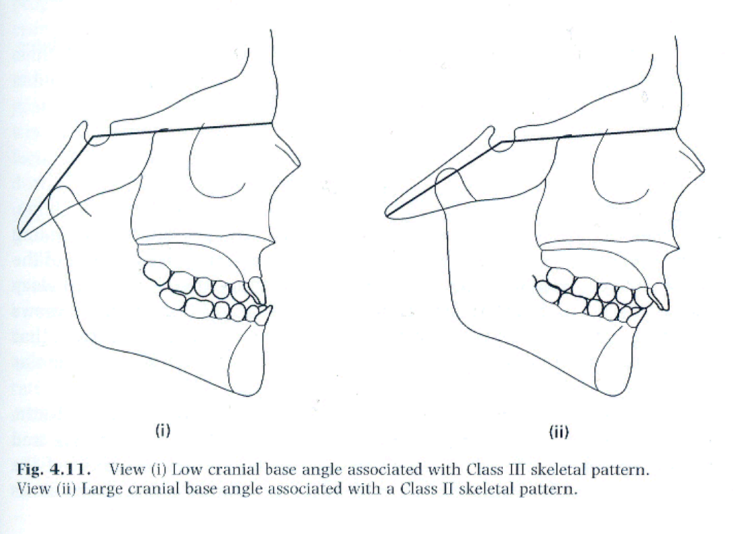 (i)
(ii)
Fig. 4.11. View (i) Low cranial base angle associated with Class III skeletal pattern.
View (ii) Large cranial base angle associated with a Class II skeletal pattern.